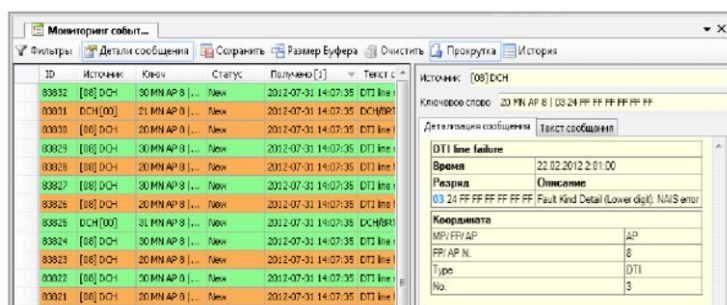 Мониторинг событ...
Фильтры Детали сообщения Сохранить Размер Буфера Очистить Прокрутка История
ID Источник Ключ Статус Получено [1] Текст с
83832 [08] DCH 30 MN AP 8 |... New 2012-07-31 14:07:35 DTI line f
83831 DCH [00] 21 MN AP 8 |... New 2012-07-31 14:07:35 DCH/BRT
83830 [08] DCH 20 MN AP 8 |... New 2012-07-31 14:07:35 DTI line f
83829 [08] DCH 30 MN AP 8 |... New 2012-07-31 14:07:35 DTI line f
83828 [08] DCH 20 MN AP 8 |... New 2012-07-31 14:07:35 DTI line f
83827 [08] DCH 30 MN AP 8 |... New 2012-07-31 14:07:35 DTI line f
83826 [08] DCH 20 MN AP 8 |... New 2012-07-31 14:07:35 DTI line f
83825 DCH [00] 31 MN AP 8 |... New 2012-07-31 14:07:35 DCH/BRT
83824 [08] DCH 30 MN AP 8 |... New 2012-07-31 14:07:35 DTI line f
83823 [08] DCH 20 MN AP 8 |... New 2012-07-31 14:07:35 DTI line f
83822 [08] DCH 30 MN AP 8 |... New 2012-07-31 14:07:35 DTI line f
83821 [08] DCH 20 MN AP 8 |... New 2012-07-31 14:07:35 DTI line f
Источник [08] DCH
Ключевое слово 20 MN AP 8 | 03 24 FF FF FF FF FF FF
Детализация сообщения Текст сообщения
DTI line failure
Время 22.02.2012 2:01:00
Разряд Описание
03 24 FF FF FF FF FF FF Fault Kind Detail (Lower digit): NAIS error
Координата
MP/FP/AP AP
FP/AP N. 8
Type DTI
No. 3